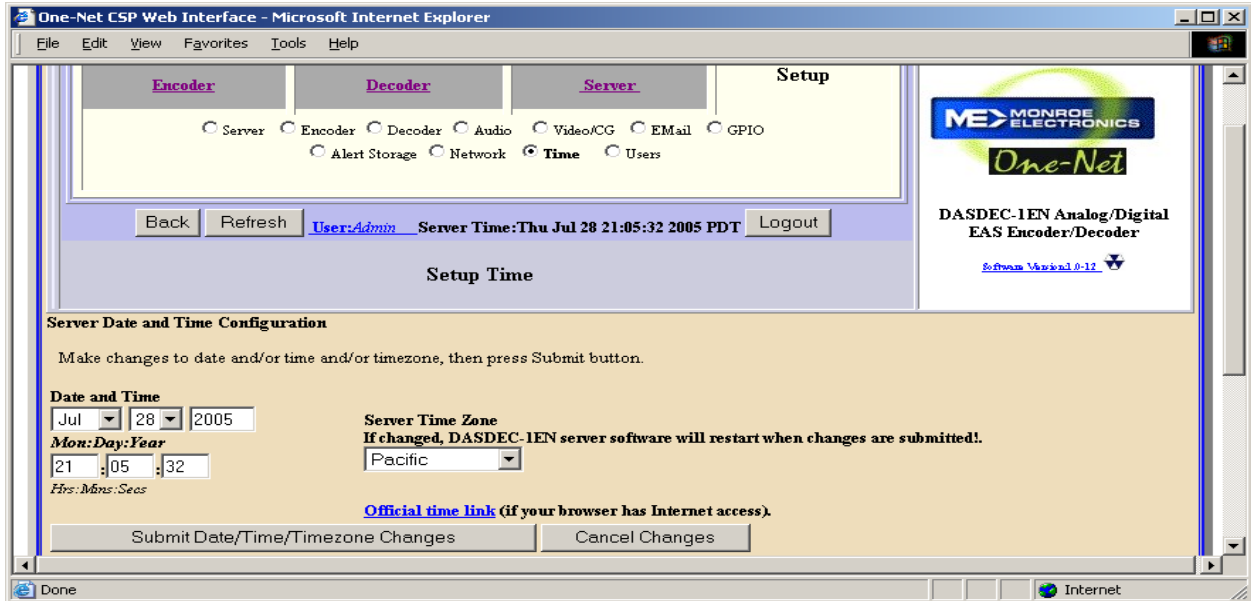 One-Net CSP Web Interface - Microsoft Internet Explorer
File Edit View Favorites Tools Help
Encoder Decoder Server Setup
Server Encoder Decoder Audio Video/CG EMail GPIO
Alert Storage Network Time Users
MONROE
ELECTRONICS
One-Net
DASDEC-1EN Analog/Digital
EAS Encoder/Decoder
Software Version1.0-12
Back Refresh User:Admin Server Time:Thu Jul 28 21:05:32 2005 PDT Logout
Setup Time
Server Date and Time Configuration
Make changes to date and/or time and/or timezone, then press Submit button.
Date and Time
Jul 28 2005
Mon:Day:Year
21 :05 :32
Hrs:Mins:Secs
Server Time Zone
If changed, DASDEC-1EN server software will restart when changes are submitted!.
Pacific
Official time link (if your browser has Internet access).
Submit Date/Time/Timezone Changes Cancel Changes
Done Internet